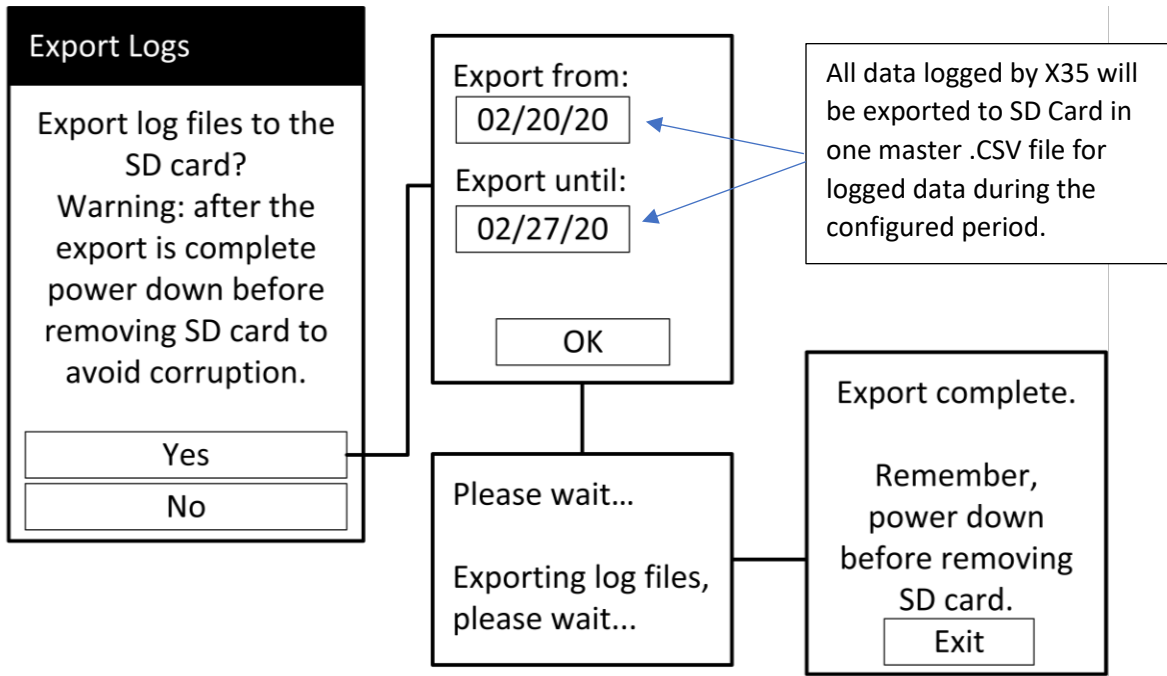 Export Logs
Export log files to the
SD card?
Warning: after the
export is complete
power down before
removing SD card to
avoid corruption.
Yes
No
Export from:
02/20/20
Export until:
02/27/20
OK
All data logged by X35 will
be exported to SD Card in
one master .CSV file for
logged data during the
configured period.
Please wait...
Exporting log files,
please wait...
Export complete.
Remember,
power down
before removing
SD card.
Exit